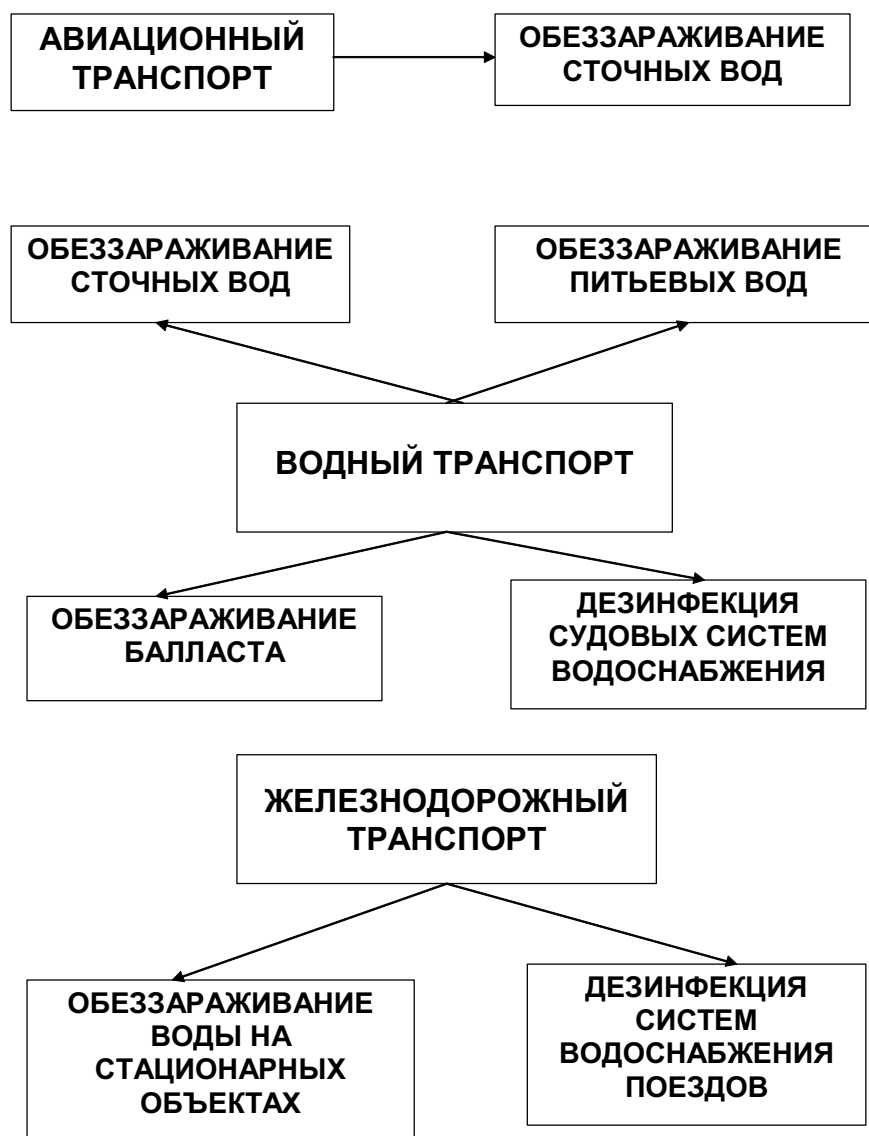 АВИАЦИОННЫЙ
ТРАНСПОРТ
ОБЕЗЗАРАЖИВАНИЕ
СТОЧНЫХ ВОД
ОБЕЗЗАРАЖИВАНИЕ
СТОЧНЫХ ВОД
ОБЕЗЗАРАЖИВАНИЕ
ПИТЬЕВЫХ ВОД
ВОДНЫЙ ТРАНСПОРТ
ОБЕЗЗАРАЖИВАНИЕ
БАЛЛАСТА
ДЕЗИНФЕКЦИЯ
СУДОВЫХ СИСТЕМ
ВОДОСНАБЖЕНИЯ
ЖЕЛЕЗНОДОРОЖНЫЙ
ТРАНСПОРТ
ОБЕЗЗАРАЖИВАНИЕ
ВОДЫ НА
СТАЦИОНАРНЫХ
ОБЪЕКТАХ
ДЕЗИНФЕКЦИЯ
СИСТЕМ
ВОДОСНАБЖЕНИЯ
ПОЕЗДОВ